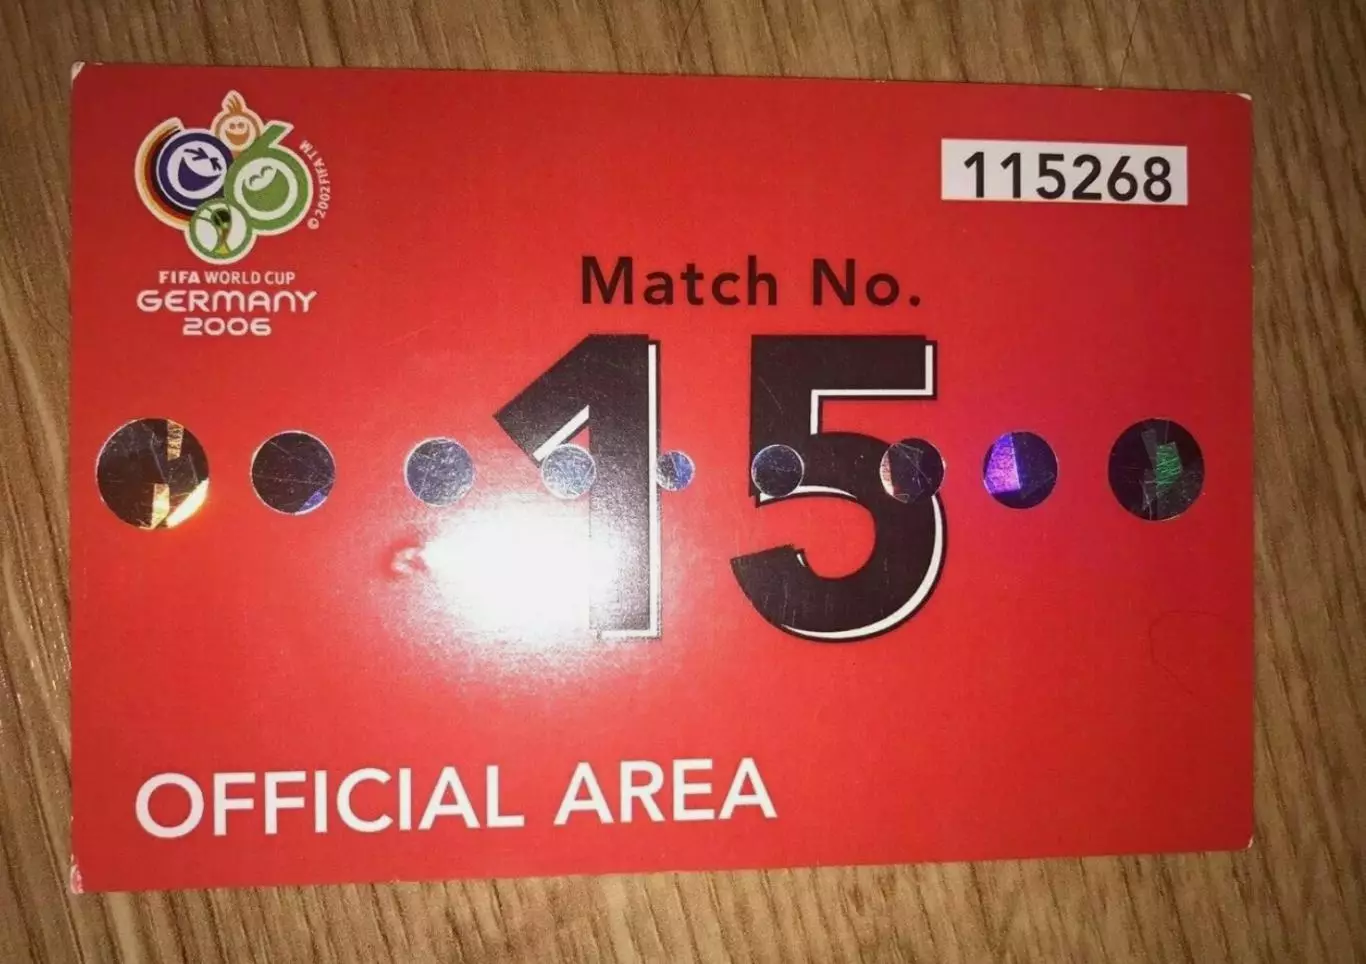 115268
© 2002 FIFA TM
FIFA WORLD CUP
GERMANY
2006
Match No.
15
OFFICIAL AREA